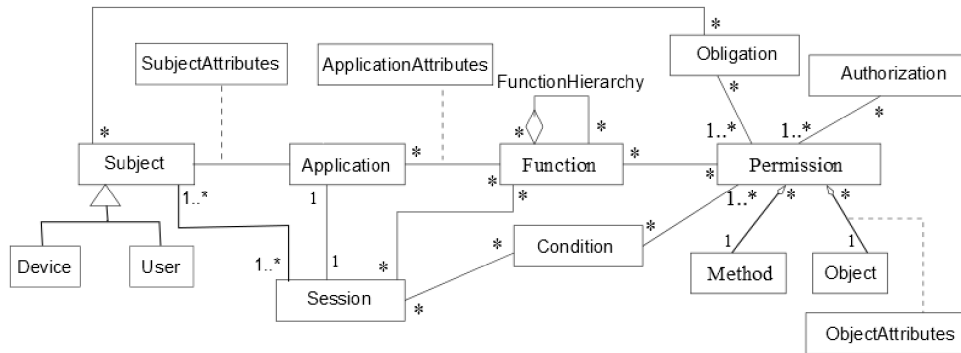 *
*
Obligation
SubjectAttributes
ApplicationAttributes
Authorization
FunctionHierarchy
*
*
*
*
1..*
1..*
*
Subject
Application
*
Function
*
Permission
*
*
1..*
1
*
1..*
*
*
*
*
Condition
*
1..*
1
*
1
1
Device
User
Session
*
Method
Object
ObjectAttributes